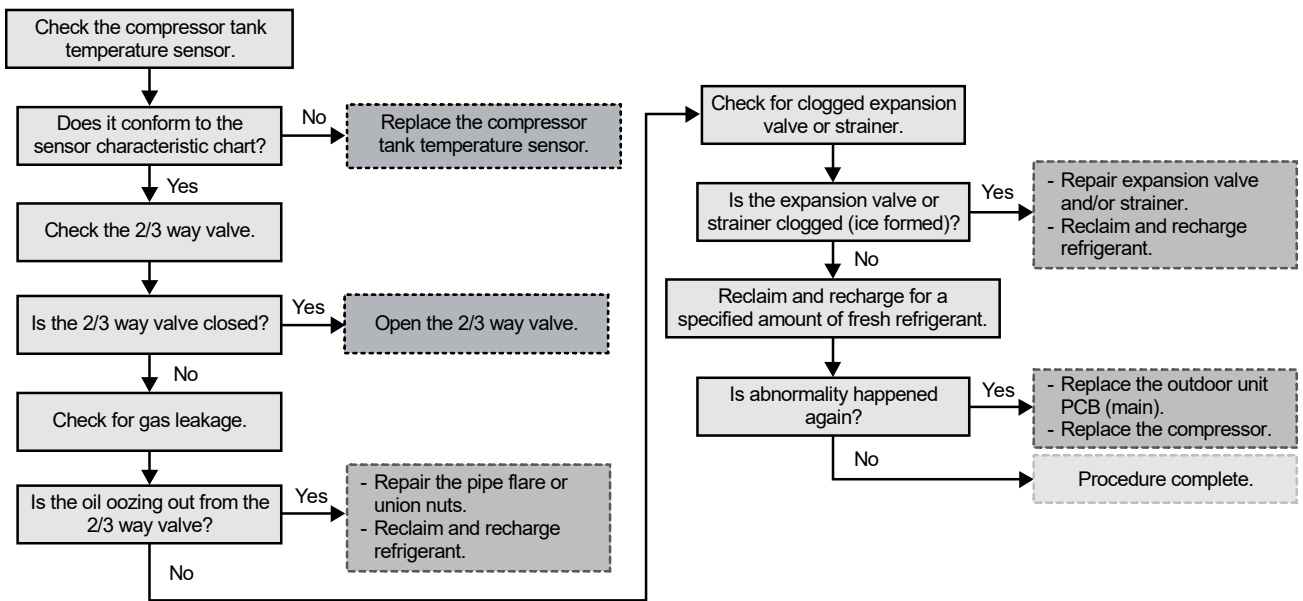 Check the compressor tank
temperature sensor.
Does it conform to the
sensor characteristic chart?
No
Replace the compressor
tank temperature sensor.
Yes
Check the 2/3 way valve.
Is the 2/3 way valve closed?
Yes
Open the 2/3 way valve.
No
Check for gas leakage.
Is the oil oozing out from the
2/3 way valve?
Yes
- Repair the pipe flare or
union nuts.
- Reclaim and recharge
refrigerant.
No
Check for clogged expansion
valve or strainer.
Is the expansion valve or
strainer clogged (ice formed)?
Yes
- Repair expansion valve
and/or strainer.
- Reclaim and recharge
refrigerant.
No
Reclaim and recharge for a
specified amount of fresh refrigerant.
Is abnormality happened
again?
Yes
- Replace the outdoor unit
PCB (main).
- Replace the compressor.
No
Procedure complete.